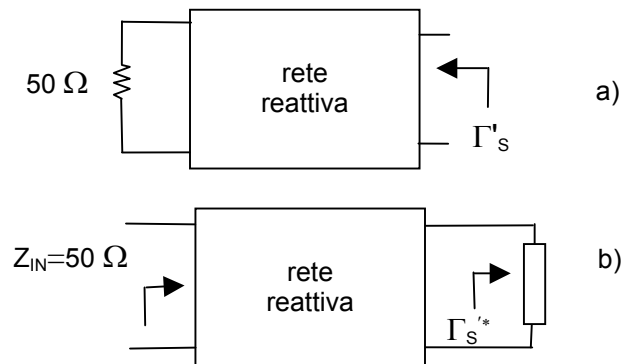 50 Ω
rete
reattiva
Γ'S
a)
ZIN=50 Ω
rete
reattiva
ΓS'*
b)